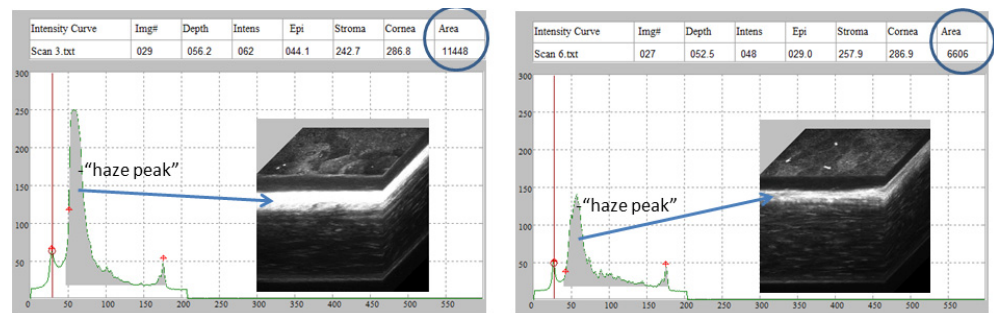 Intensity Curve Img# Depth Intens Epi Stroma Cornea Area
Scan 3.txt 029 056.2 062 044.1 242.7 286.8 11448
300
250
200
150
100
50
"haze peak"
0 50 100 150 200 250 300 350 400 450 500 550
Intensity Curve Img# Depth Intens Epi Stroma Cornea Area
Scan 6.txt 027 052.5 048 029.0 257.9 286.9 6606
300
250
200
150
100
50
"haze peak"
0 50 100 150 200 250 300 350 400 450 500 550